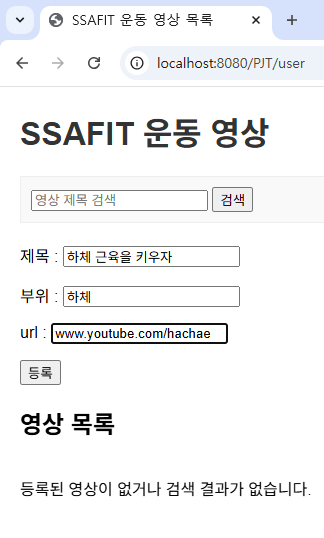 SSAFIT 운동 영상 목록
localhost:8080/PJT/user
SSAFIT 운동 영상
영상 제목 검색 검색
제목 : 하체 근육을 키우자
부위 : 하체
url : www.youtube.com/hachae
등록
영상 목록
등록된 영상이 없거나 검색 결과가 없습니다.